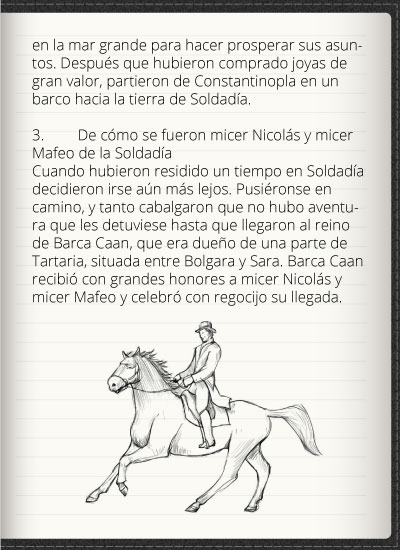 en la mar grande para hacer prosperar sus asun-
tos. Después que hubieron comprado joyas de
gran valor, partieron de Constantinopla en un
barco hacia la tierra de Soldadía.
3. De cómo se fueron micer Nicolás y micer
Mafeo de la Soldadía
Cuando hubieron residido un tiempo en Soldadía
decidieron irse aún más lejos. Pusiéronse en
camino, y tanto cabalgaron que no hubo aventu-
ra que les detuviese hasta que llegaron al reino
de Barca Caan, que era dueño de una parte de
Tartaria, situada entre Bolgara y Sara. Barca Caan
recibió con grandes honores a micer Nicolás y
micer Mafeo y celebró con regocijo su llegada.